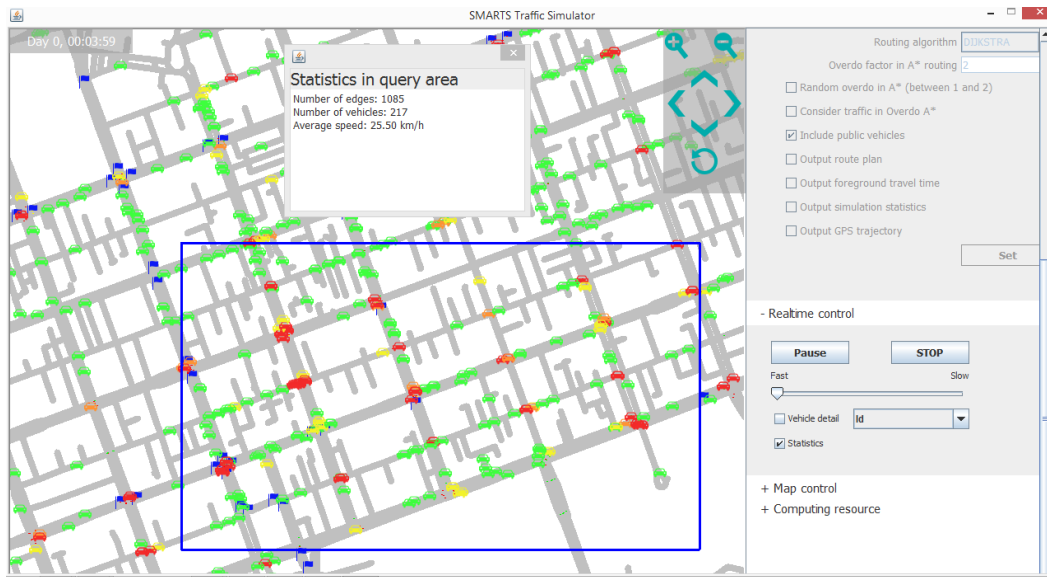 SMARTS Traffic Simulator
Day 0, 00:03:59
Statistics in query area
Number of edges: 1085
Number of vehicles: 217
Average speed: 25.50 km/h
Routing algorithm DIJKSTRA
Overdo factor in A* routing 2
Random overdo in A* (between 1 and 2)
Consider traffic in Overdo A*
Include public vehicles
Output route plan
Output foreground travel time
Output simulation statistics
Output GPS trajectory
Set
- Realtime control
Pause STOP
Fast Slow
Vehicle detail Id
Statistics
+ Map control
+ Computing resource